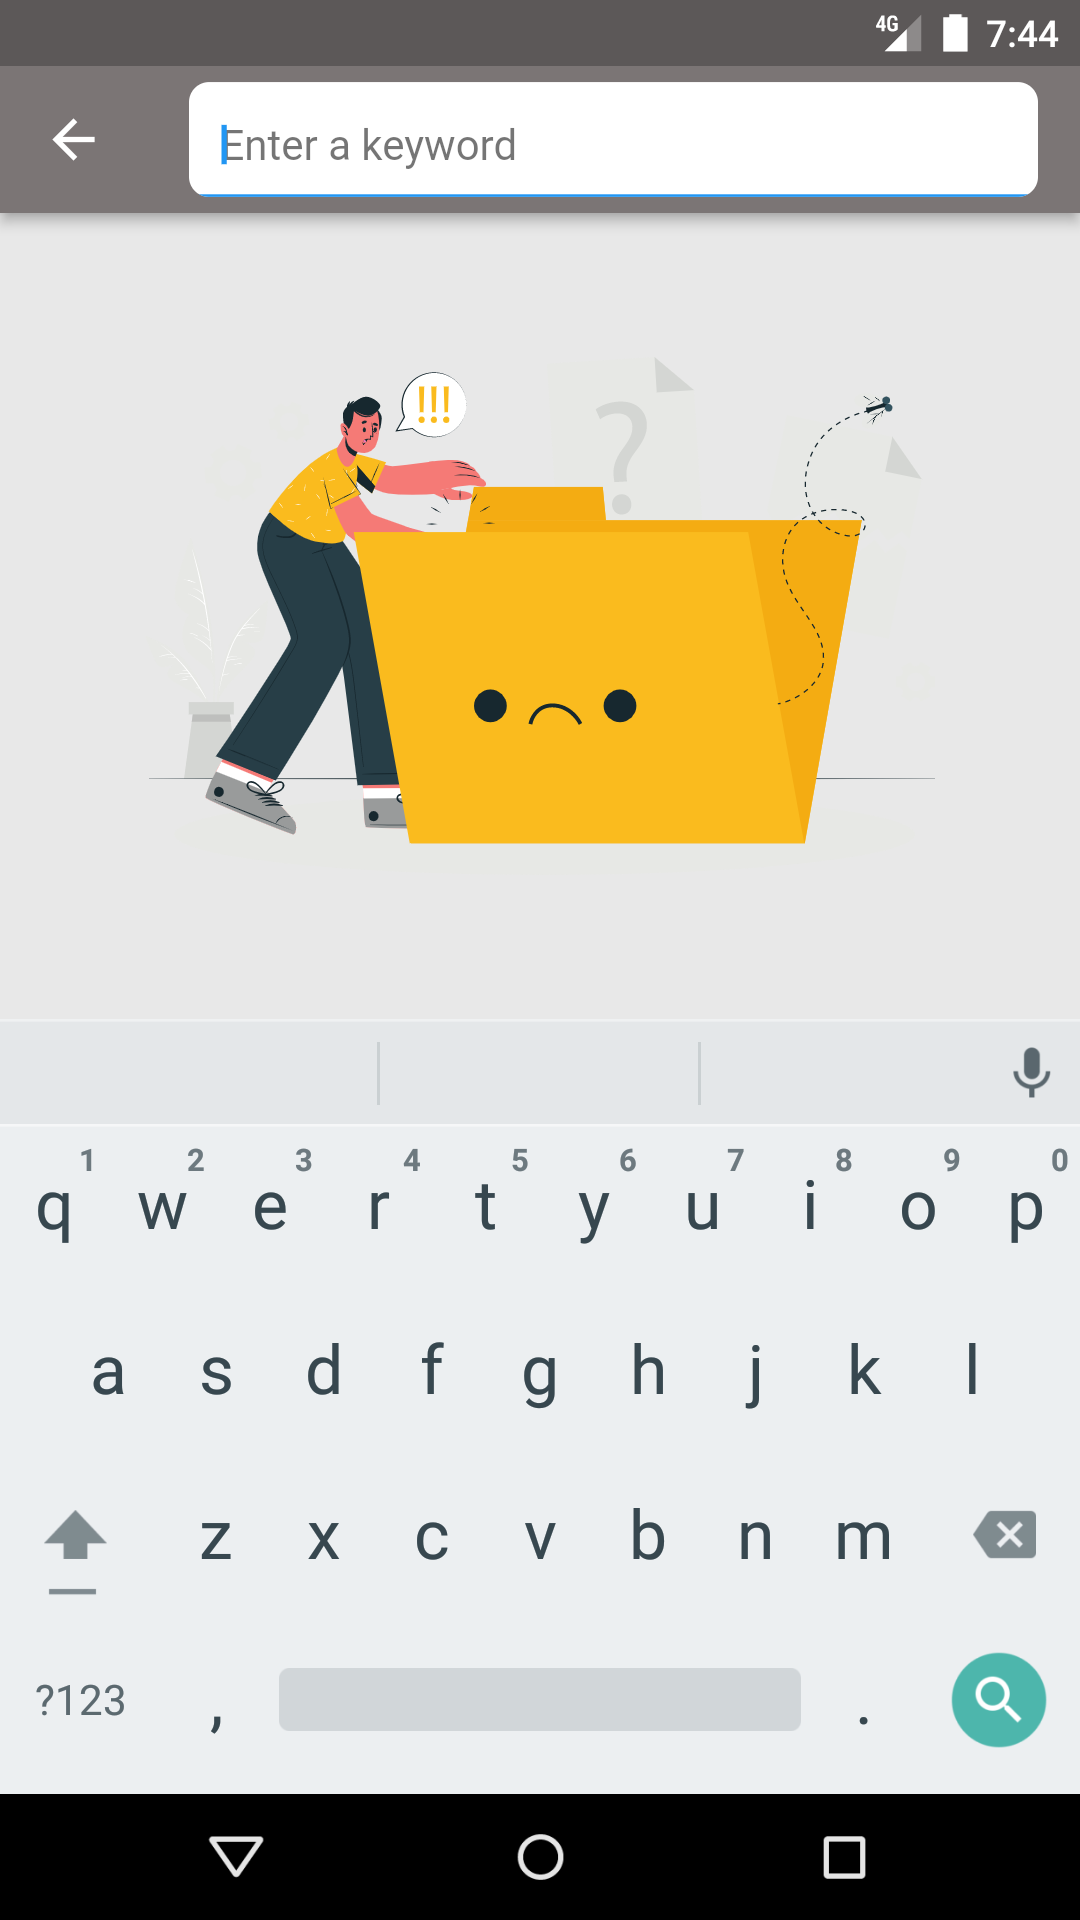 4G 7:44
Enter a keyword
!!!
?
1 2 3 4 5 6 7 8 9 0
q w e r t y u i o p
a s d f g h j k l
z x c v b n m
?123 , .